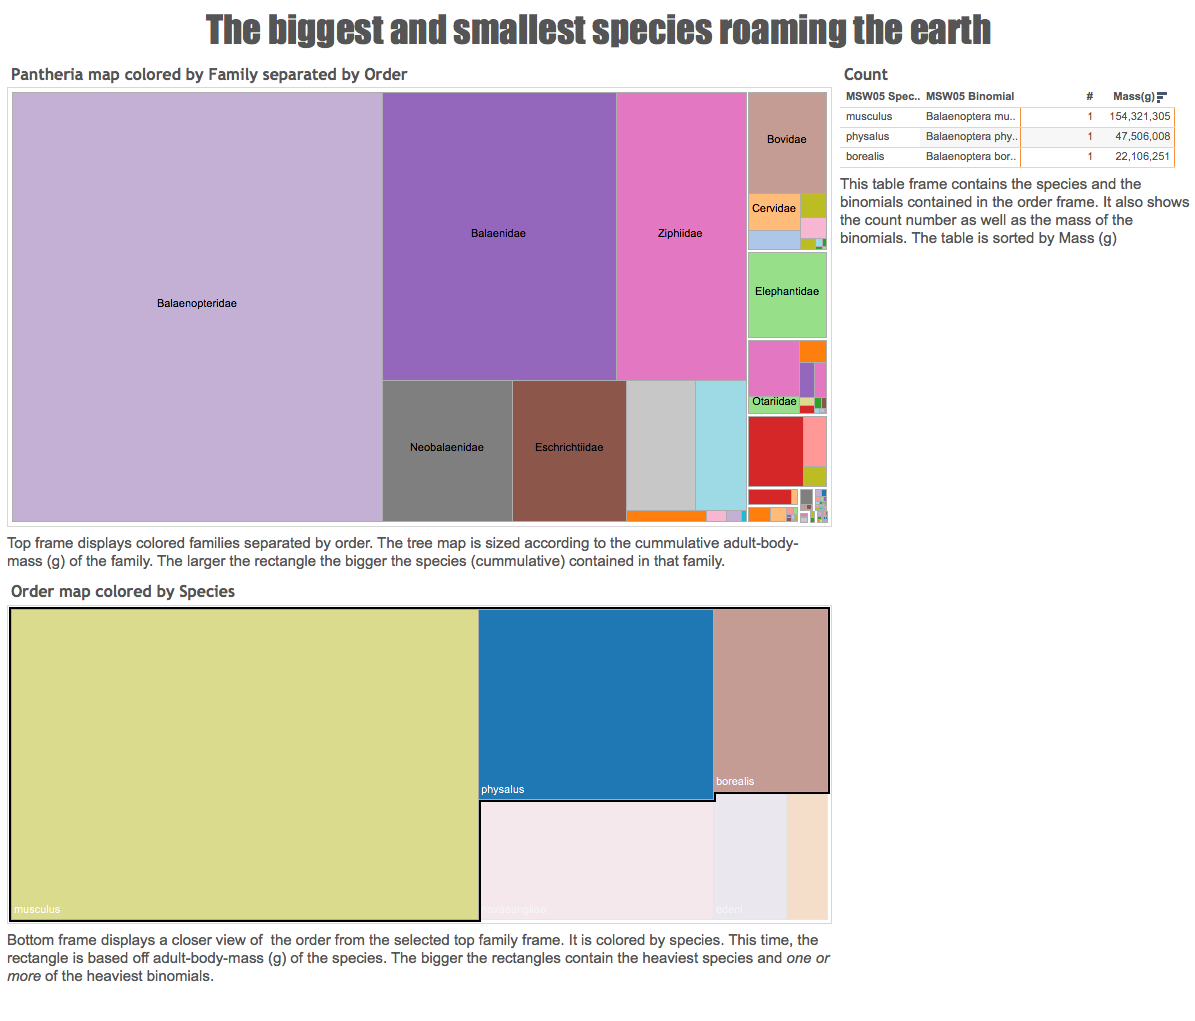 The biggest and smallest species roaming the earth
Pantheria map colored by Family separated by Order
Balaenopteridae
Balaenidae
Ziphiidae
Neobalaenidae
Eschrichtiidae
Bovidae
Cervidae
Elephantidae
Otariidae
Top frame displays colored families separated by order. The tree map is sized according to the cummulative adult-body-
mass (g) of the family. The larger the rectangle the bigger the species (cummulative) contained in that family.
Count
MSW05 Spec.. MSW05 Binomial # Mass(g)
musculus Balaenoptera mu.. 1 154,321,305
physalus Balaenoptera phy.. 1 47,506,008
borealis Balaenoptera bor.. 1 22,106,251
This table frame contains the species and the
binomials contained in the order frame. It also shows
the count number as well as the mass of the
binomials. The table is sorted by Mass (g)
Order map colored by Species
musculus
physalus
borealis
edeni
Bottom frame displays a closer view of  the order from the selected top family frame. It is colored by species. This time, the
rectangle is based off adult-body-mass (g) of the species. The bigger the rectangles contain the heaviest species and one or
more of the heaviest binomials.